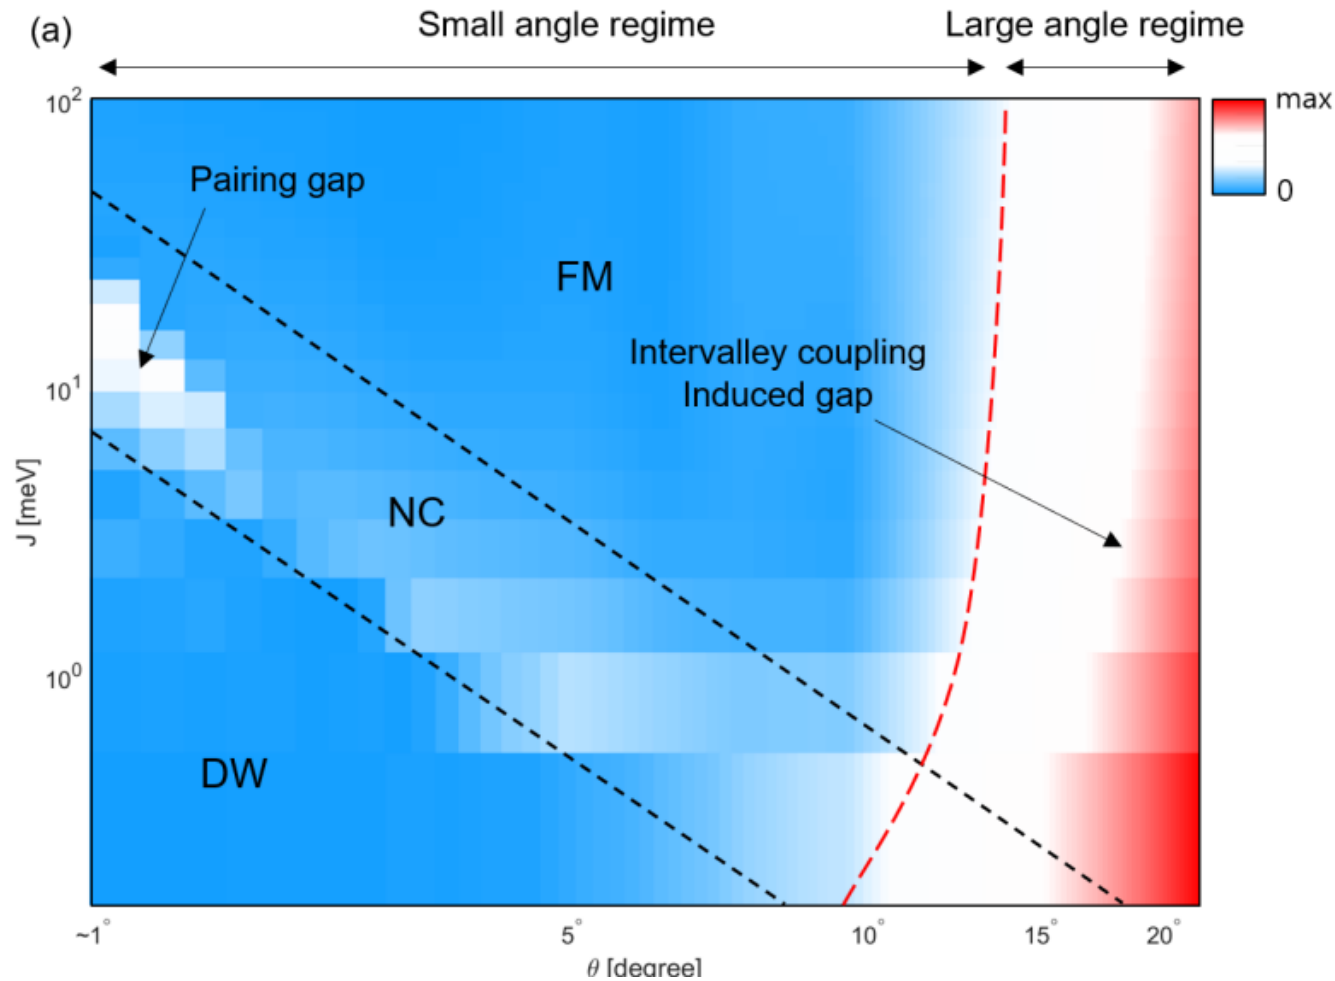 (a)
Small angle regime
Large angle regime
10²
max
0
Pairing gap
FM
Intervalley coupling
Induced gap
10¹
J [meV]
NC
10⁰
DW
~1°
5°
10°
15°
20°
θ [degree]